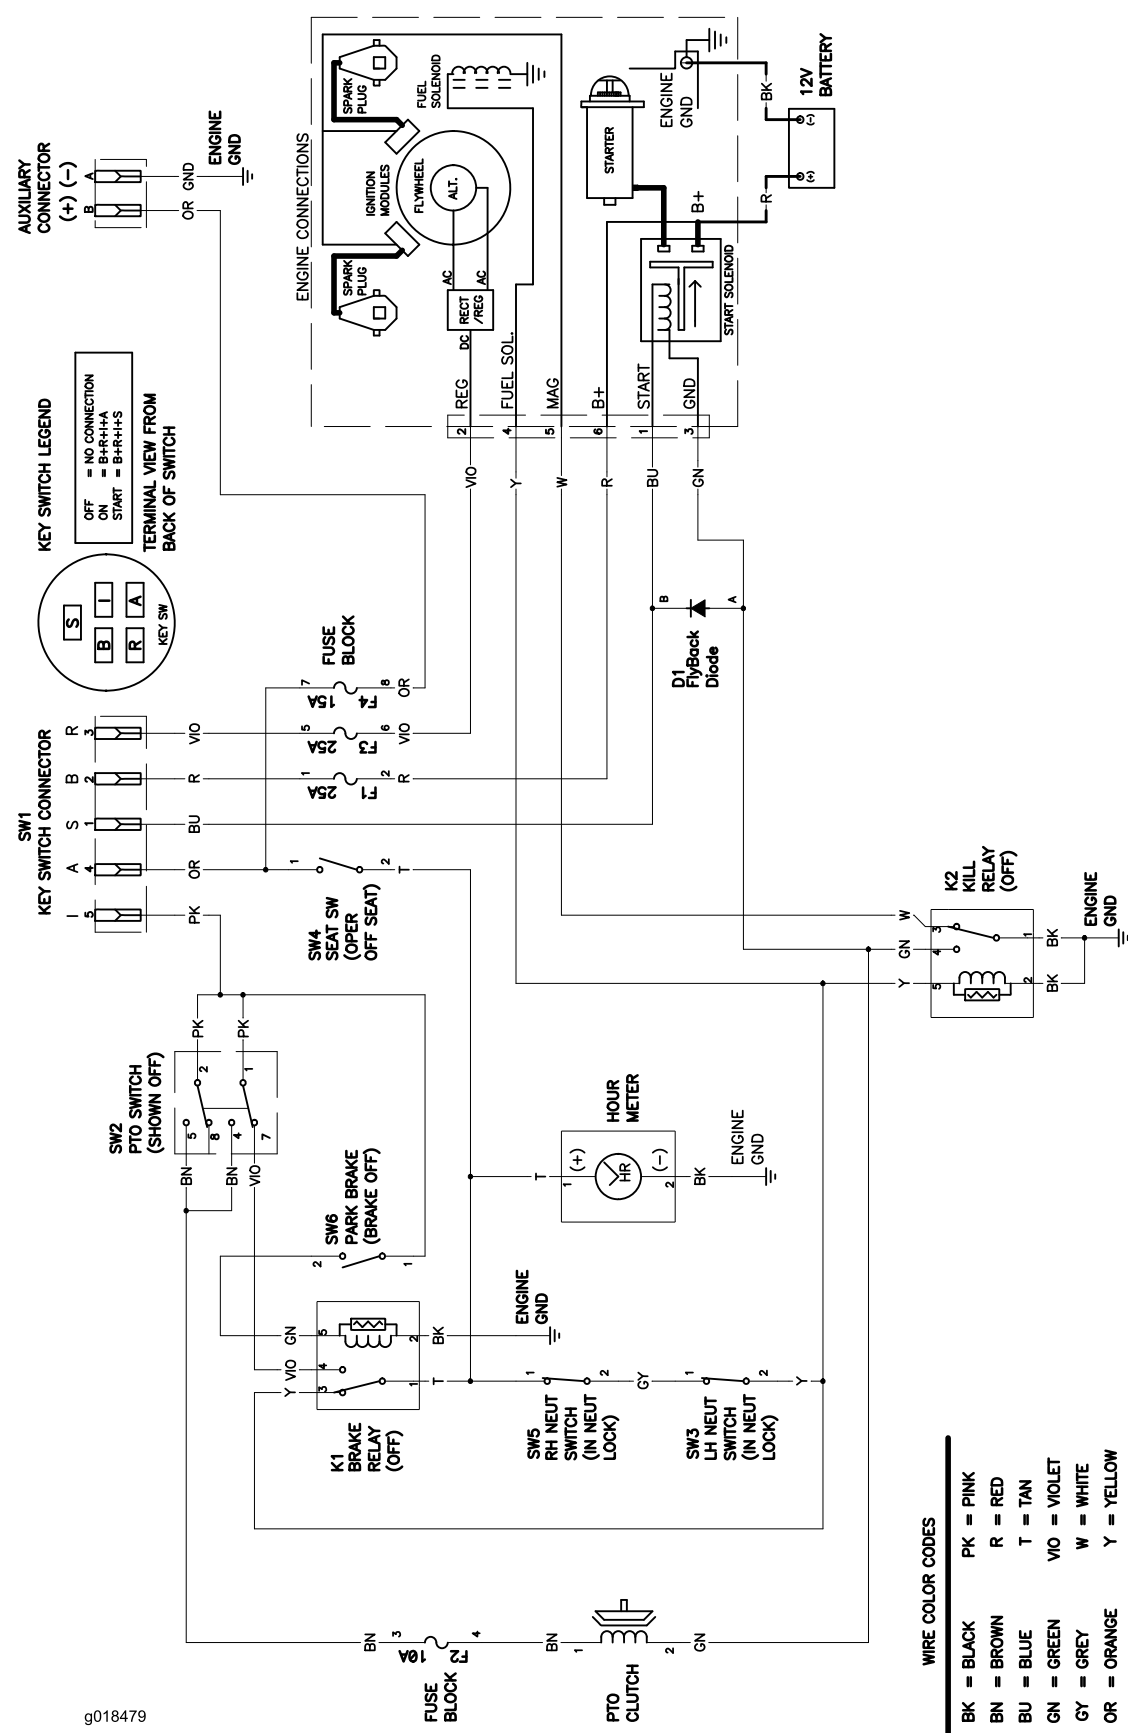 AUXILIARY
CONNECTOR
(+) (-)
B
A
OR
GND
ENGINE
GND
KEY SWITCH LEGEND
OFF = NO CONNECTION
ON = B+R+I+A
START = B+R+I+S
TERMINAL VIEW FROM
BACK OF SWITCH
S
B
I
R
A
KEY SW
SW1
KEY SWITCH CONNECTOR
I
A
S
B
R
5
4
1
2
3
PK
OR
BU
R
VIO
ENGINE CONNECTIONS
SPARK
PLUG
SPARK
PLUG
IGNITION
MODULES
FLYWHEEL
ALT.
FUEL
SOLENOID
AC
AC
RECT
/REG
DC
STARTER
ENGINE
GND
BK
12V
BATTERY
(-)
(+)
R
B+
START SOLENOID
REG
FUEL SOL.
MAG
B+
START
GND
2
4
5
6
1
3
VIO
Y
W
R
BU
GN
FUSE
BLOCK
7
15A
F4
8
OR
5
25A
F3
6
VIO
1
25A
F1
2
R
B
A
D1
FlyBack
Diode
1
2
T
SW4
SEAT SW
(OPER
OFF SEAT)
K2
KILL
RELAY
(OFF)
W
GN
Y
3
4
5
1
2
BK
BK
ENGINE
GND
SW2
PTO SWITCH
(SHOWN OFF)
PK
PK
2
1
5
8
4
7
BN
BN
VIO
SW6
PARK BRAKE
(BRAKE OFF)
2
1
HOUR
METER
T
1
(+)
HR
(-)
2
BK
ENGINE
GND
GN
VIO
Y
5
4
3
2
1
BK
T
ENGINE
GND
K1
BRAKE
RELAY
(OFF)
1
2
SW5
RH NEUT
SWITCH
(IN NEUT
LOCK)
GY
1
2
SW3
LH NEUT
SWITCH
(IN NEUT
LOCK)
Y
BN
3
10A
F2
4
FUSE
BLOCK
BN
1
2
GN
PTO
CLUTCH
WIRE COLOR CODES
BK = BLACK PK = PINK
BN = BROWN R = RED
BU = BLUE T = TAN
GN = GREEN VIO = VIOLET
GY = GREY W = WHITE
OR = ORANGE Y = YELLOW
g018479